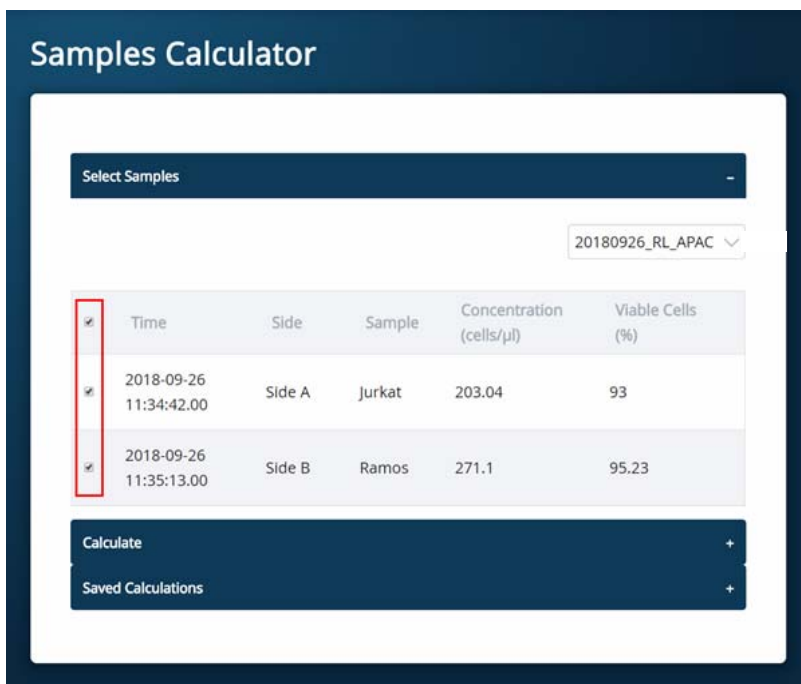 Samples Calculator
Select Samples -
20180926_RL_APAC
Time Side Sample Concentration (cells/µl) Viable Cells (%)
2018-09-26 11:34:42.00 Side A Jurkat 203.04 93
2018-09-26 11:35:13.00 Side B Ramos 271.1 95.23
Calculate +
Saved Calculations +